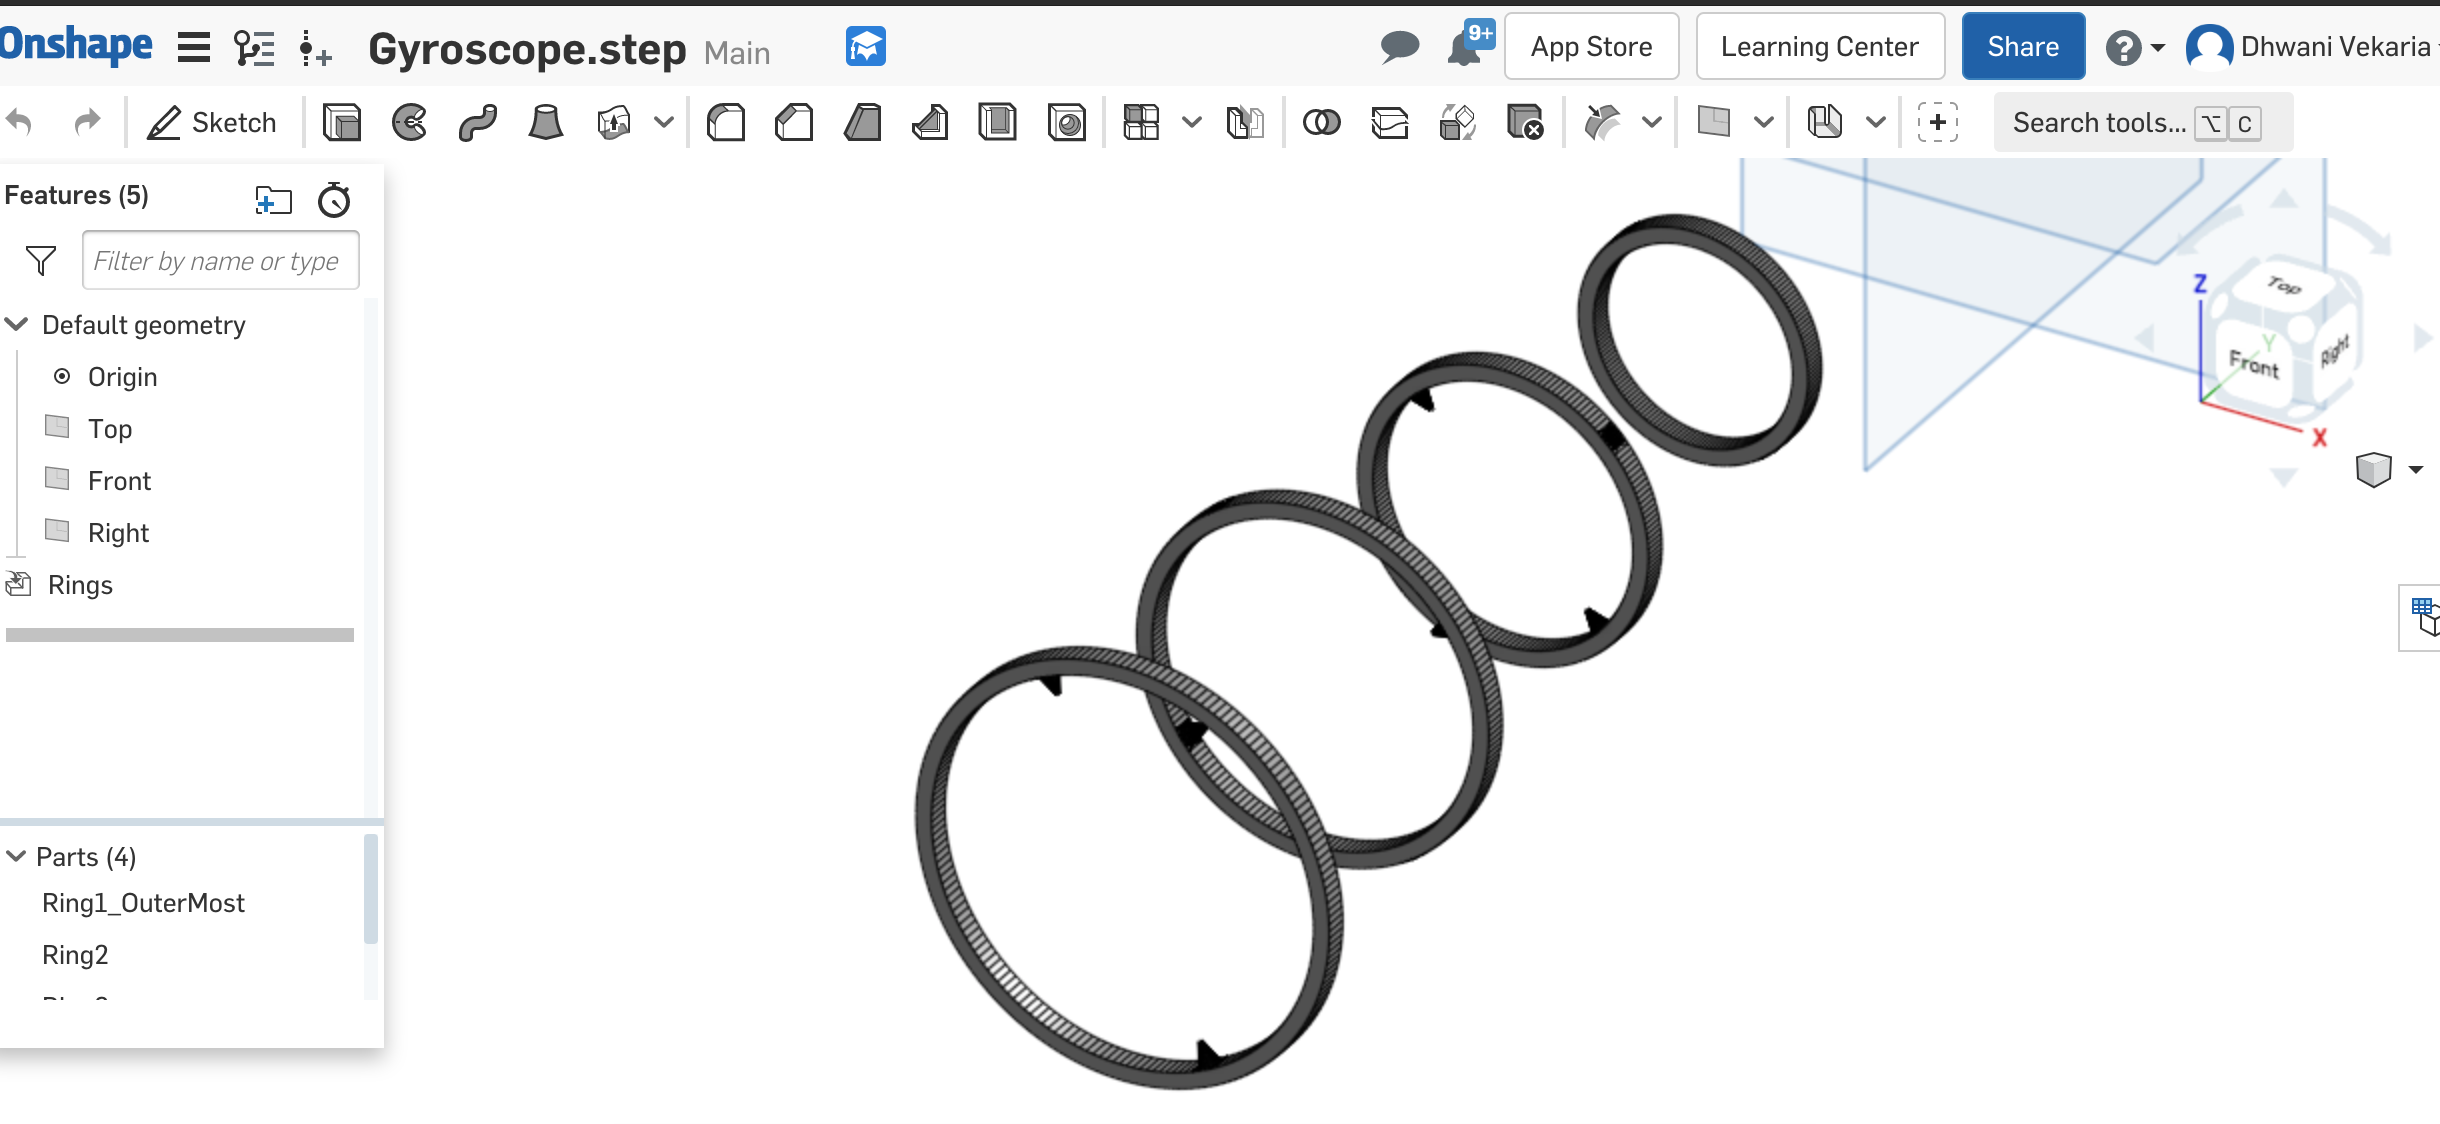 Onshape
Gyroscope.step Main
9+
App Store
Learning Center
Share
Dhwani Vekaria
Sketch
Search tools... ⌥ C
Features (5)
Filter by name or type
Default geometry
Origin
Top
Front
Right
Rings
Parts (4)
Ring1_OuterMost
Ring2
Z
Top
Y
Front
Right
X